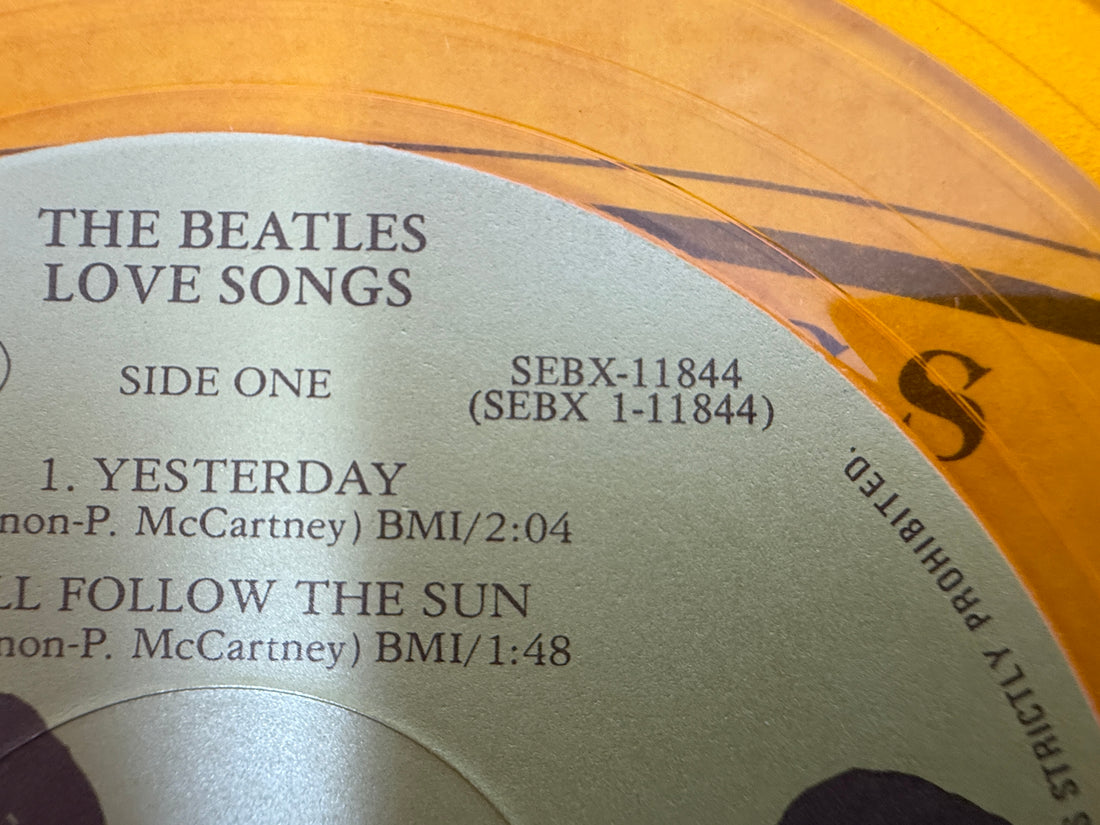 THE BEATLES
LOVE SONGS
SIDE ONE
SEBX-11844
(SEBX 1-11844)
1. YESTERDAY
non-P. McCartney) BMI/2:04
LL FOLLOW THE SUN
non-P. McCartney) BMI/1:48
S STRICTLY PROHIBITED.
S